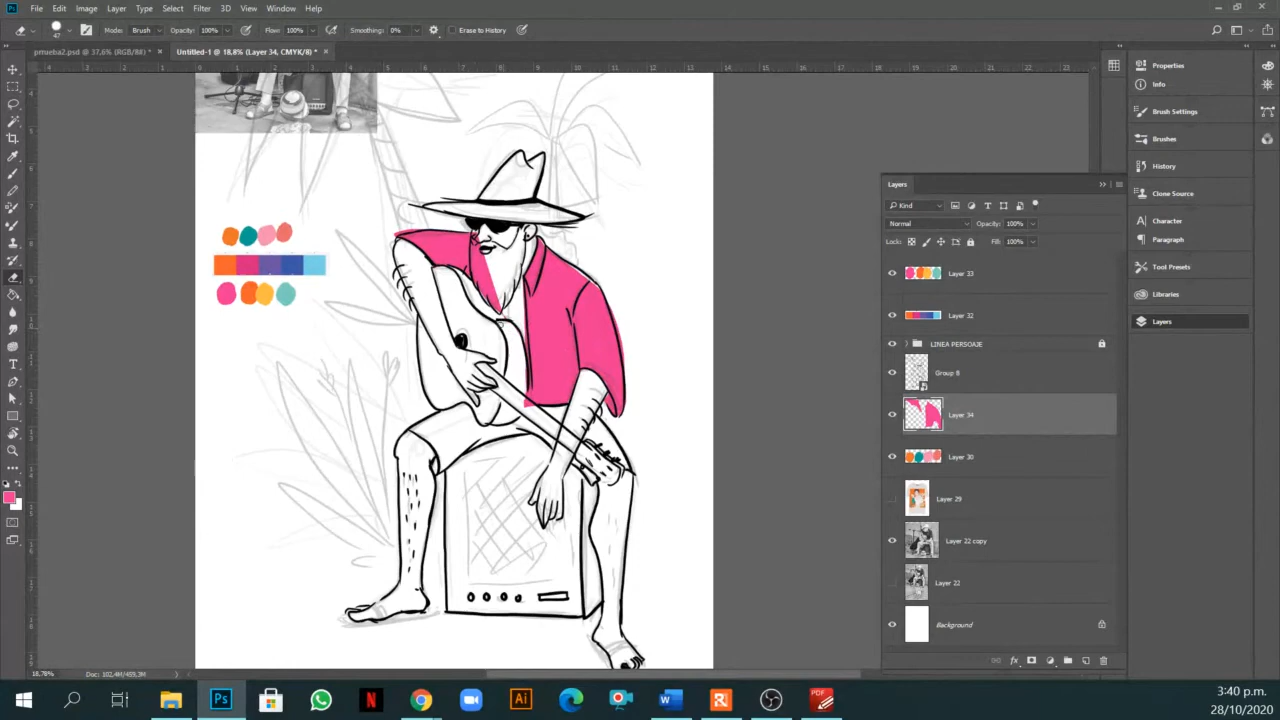 File Edit Image Layer Type Select Filter 3D View Window Help
Mode: Brush Opacity: 100% Flow: 100% Smoothing: 0% Erase to History
prrueba2.psd @ 37,6% (RGB/8#) * × Untitled-1 @ 18,8% (Layer 34, CMYK/8) * ×
Properties
Info
Brush Settings
Brushes
History
Clone Source
Character
Paragraph
Tool Presets
Libraries
Layers
Layers
Kind
Normal Opacity: 100%
Lock: Fill: 100%
Layer 33
Layer 32
LINEA PERSOAJE
Group 8
Layer 34
Layer 30
Layer 29
Layer 22 copy
Layer 22
Background
18,78% Doc: 102,4M/459,3M
3:40 p.m.
28/10/2020